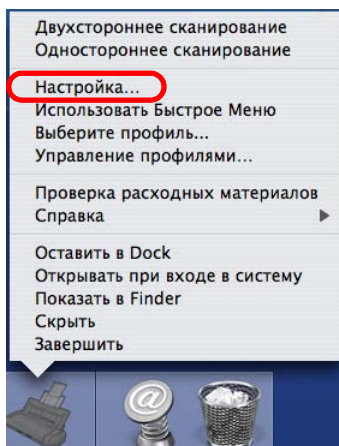 Двухстороннее сканирование
Одностороннее сканирование
Настройка...
Использовать Быстрое Меню
Выберите профиль...
Управление профилями...
Проверка расходных материалов
Справка
Оставить в Dock
Открывать при входе в систему
Показать в Finder
Скрыть
Завершить
@